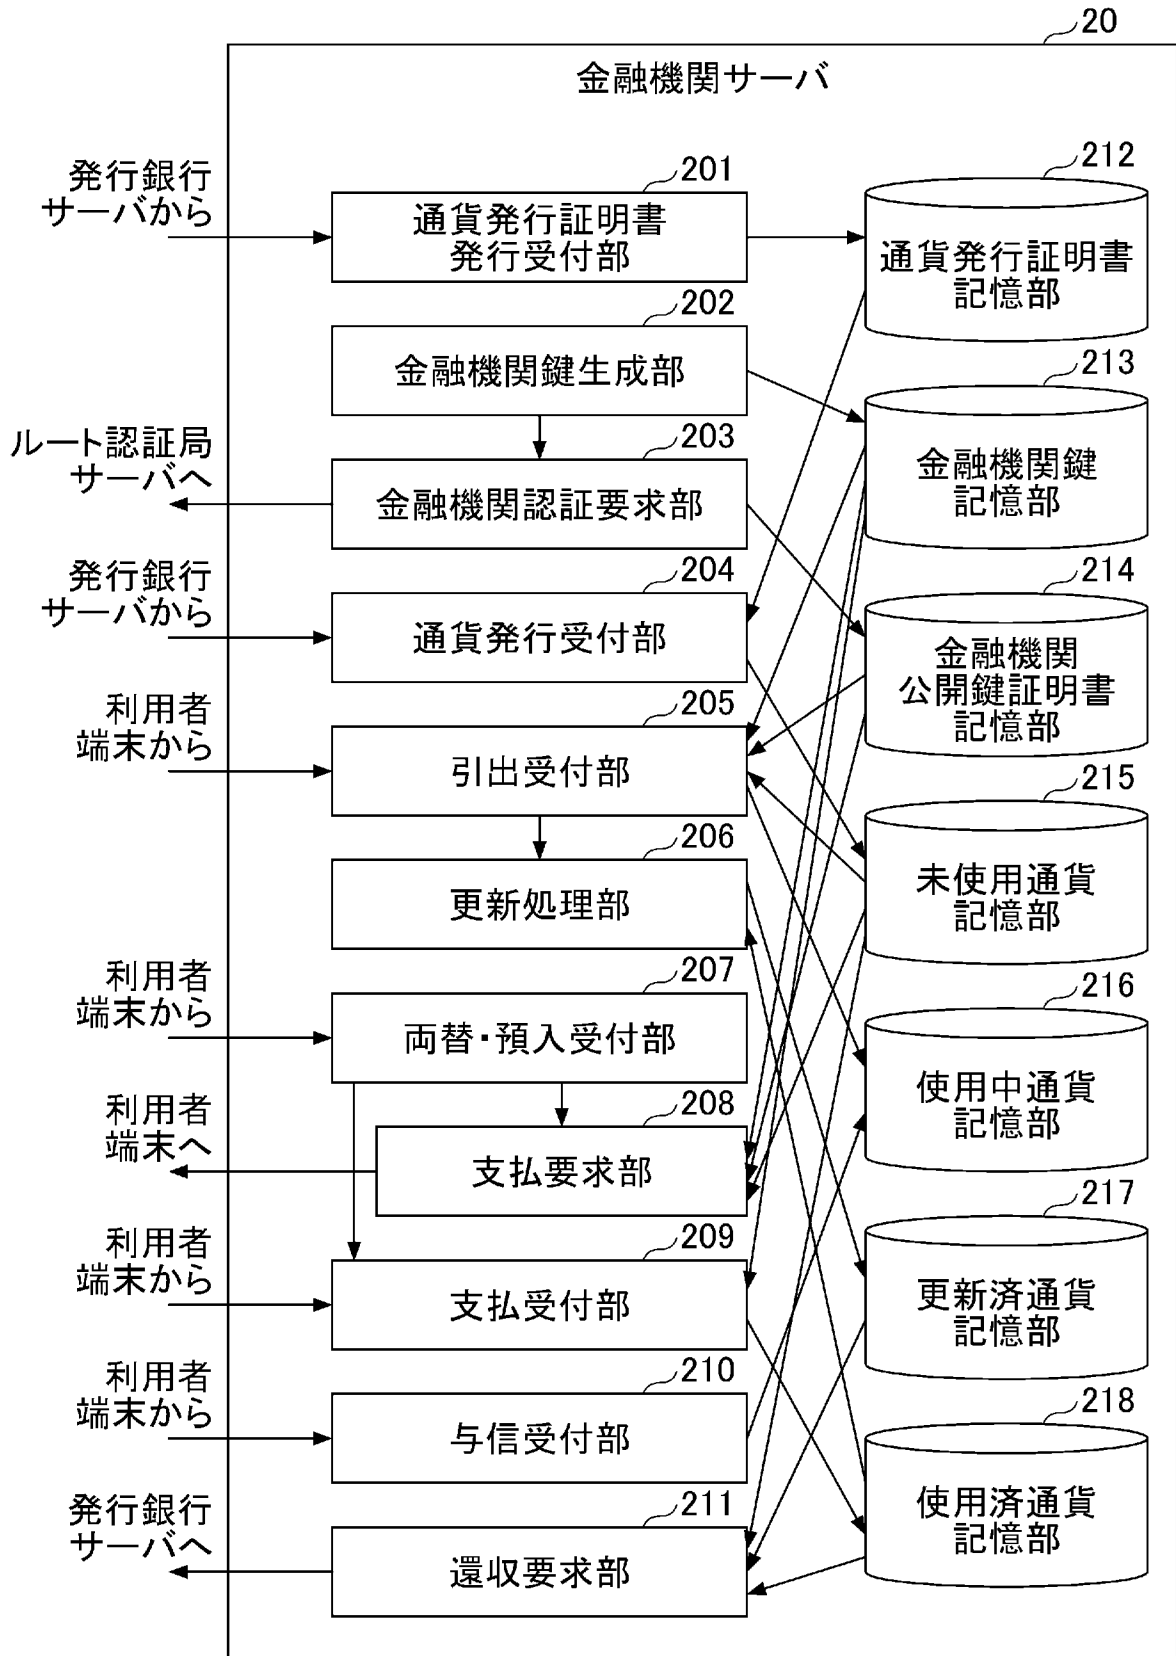 20
金融機関サーバ
発行銀行
サーバから
201
通貨発行証明書
発行受付部
212
通貨発行証明書
記憶部
202
金融機関鍵生成部
213
金融機関鍵
記憶部
ルート認証局
サーバへ
203
金融機関認証要求部
発行銀行
サーバから
204
通貨発行受付部
214
金融機関
公開鍵証明書
記憶部
利用者
端末から
205
引出受付部
215
未使用通貨
記憶部
206
更新処理部
利用者
端末から
207
両替・預入受付部
216
使用中通貨
記憶部
利用者
端末へ
208
支払要求部
217
更新済通貨
記憶部
利用者
端末から
209
支払受付部
利用者
端末から
210
与信受付部
218
使用済通貨
記憶部
発行銀行
サーバへ
211
還収要求部